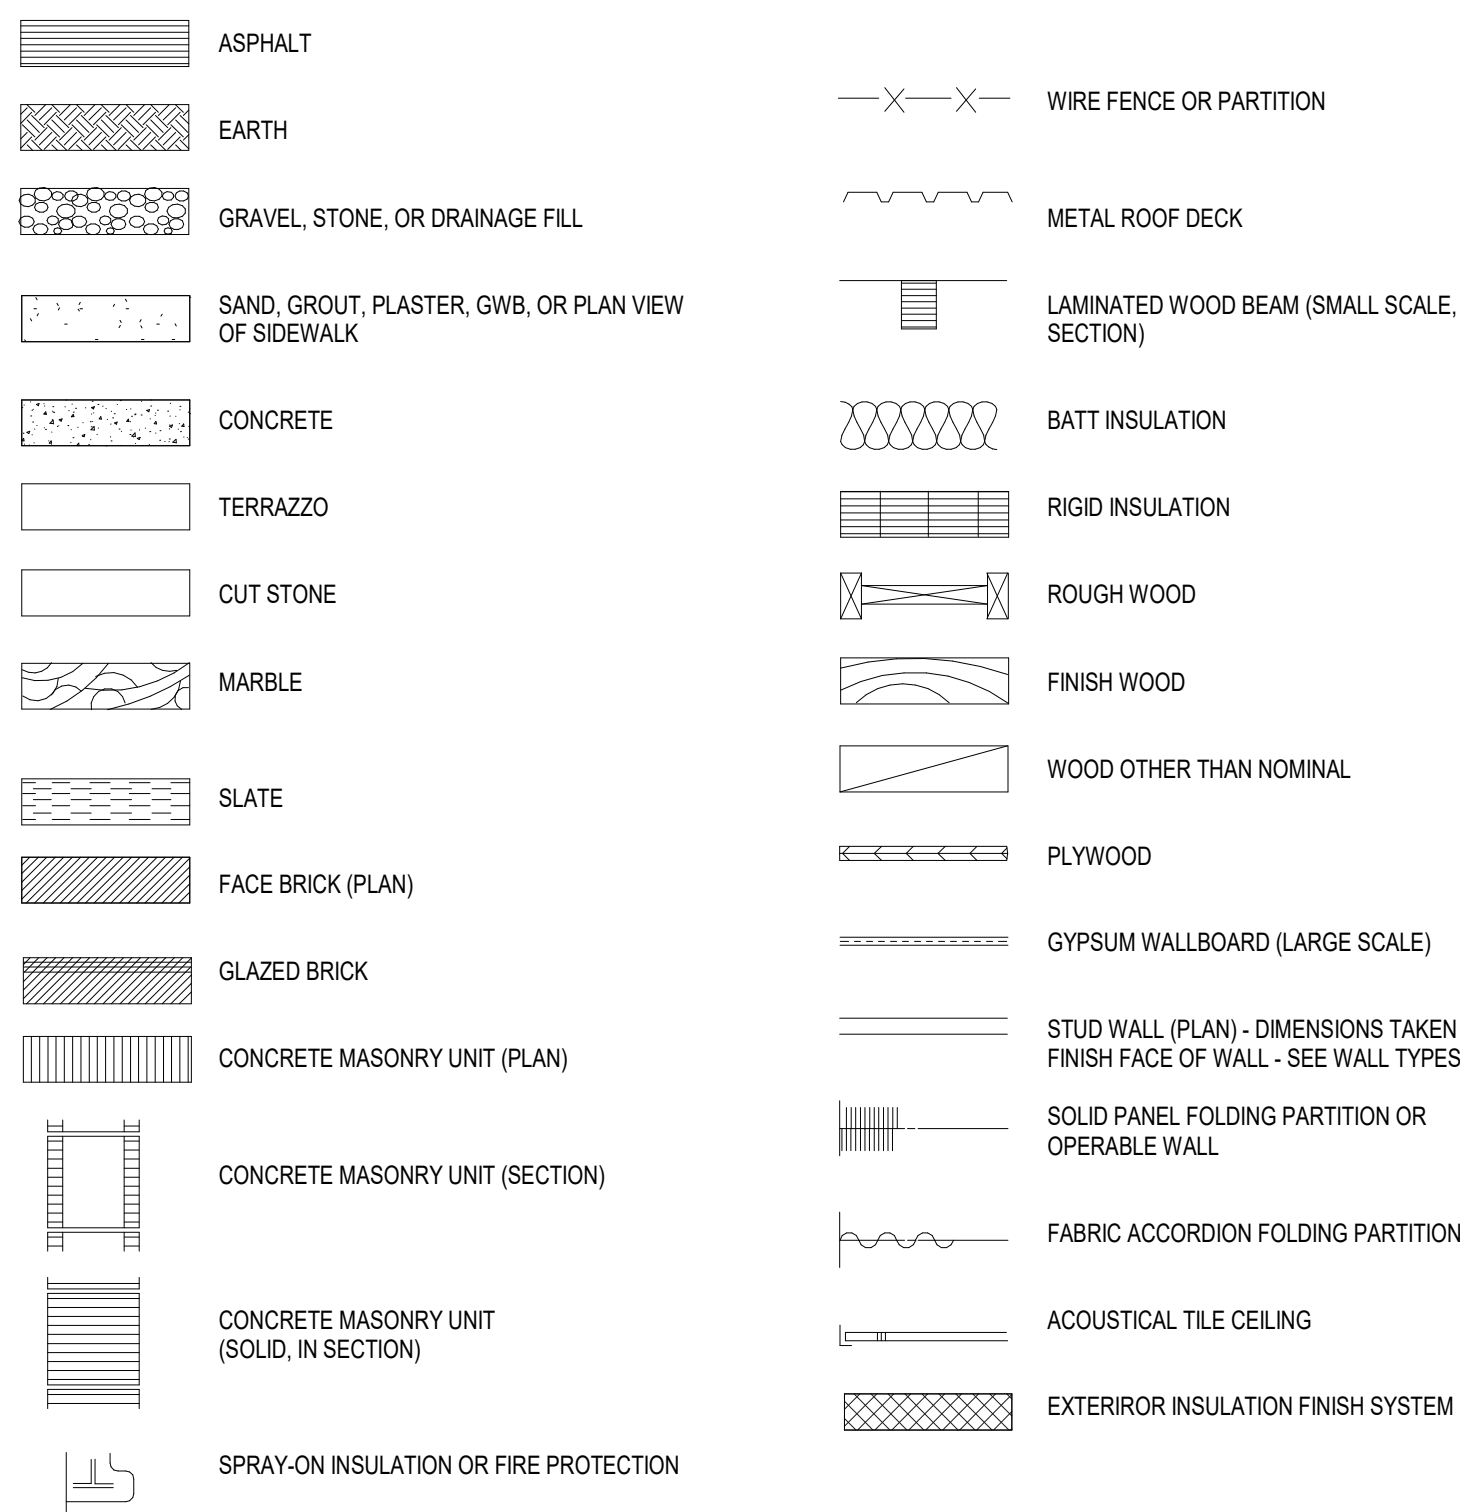 ASPHALT
EARTH
GRAVEL, STONE, OR DRAINAGE FILL
SAND, GROUT, PLASTER, GWB, OR PLAN VIEW
OF SIDEWALK
CONCRETE
TERRAZZO
CUT STONE
MARBLE
SLATE
FACE BRICK (PLAN)
GLAZED BRICK
CONCRETE MASONRY UNIT (PLAN)
CONCRETE MASONRY UNIT (SECTION)
CONCRETE MASONRY UNIT
(SOLID, IN SECTION)
SPRAY-ON INSULATION OR FIRE PROTECTION
WIRE FENCE OR PARTITION
METAL ROOF DECK
LAMINATED WOOD BEAM (SMALL SCALE,
SECTION)
BATT INSULATION
RIGID INSULATION
ROUGH WOOD
FINISH WOOD
WOOD OTHER THAN NOMINAL
PLYWOOD
GYPSUM WALLBOARD (LARGE SCALE)
STUD WALL (PLAN) - DIMENSIONS TAKEN
FINISH FACE OF WALL - SEE WALL TYPES
SOLID PANEL FOLDING PARTITION OR
OPERABLE WALL
FABRIC ACCORDION FOLDING PARTITION
ACOUSTICAL TILE CEILING
EXTERIROR INSULATION FINISH SYSTEM